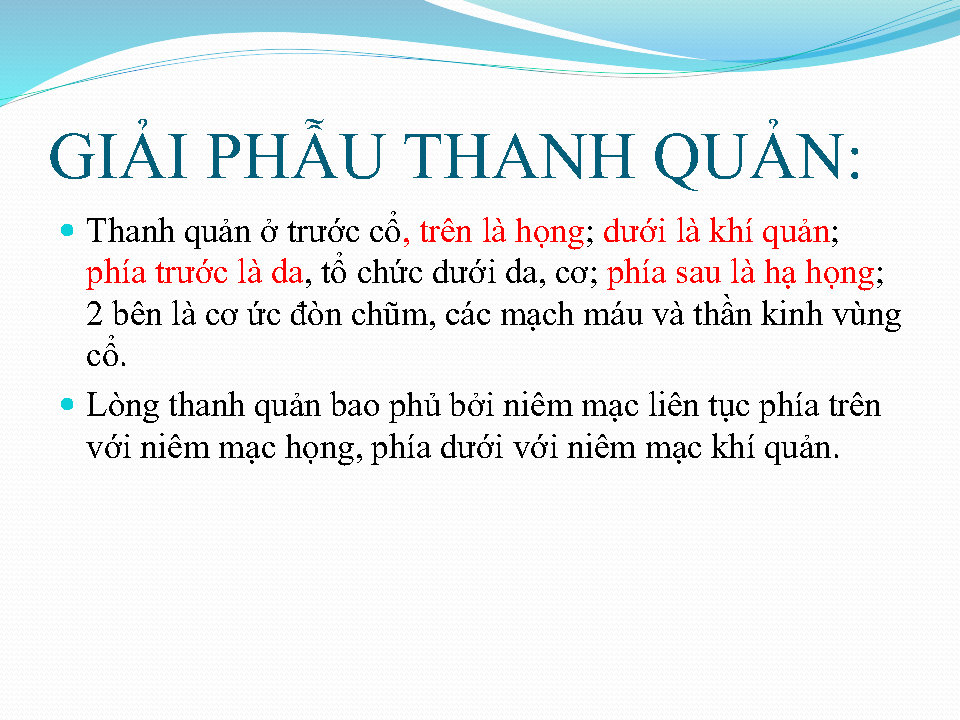 GIẢI PHẪU THANH QUẢN:
Thanh quản ở trước cổ, trên là họng; dưới là khí quản;
phía trước là da, tổ chức dưới da, cơ; phía sau là hạ họng;
2 bên là cơ ức đòn chũm, các mạch máu và thần kinh vùng
cổ.
Lòng thanh quản bao phủ bởi niêm mạc liên tục phía trên
với niêm mạc họng, phía dưới với niêm mạc khí quản.